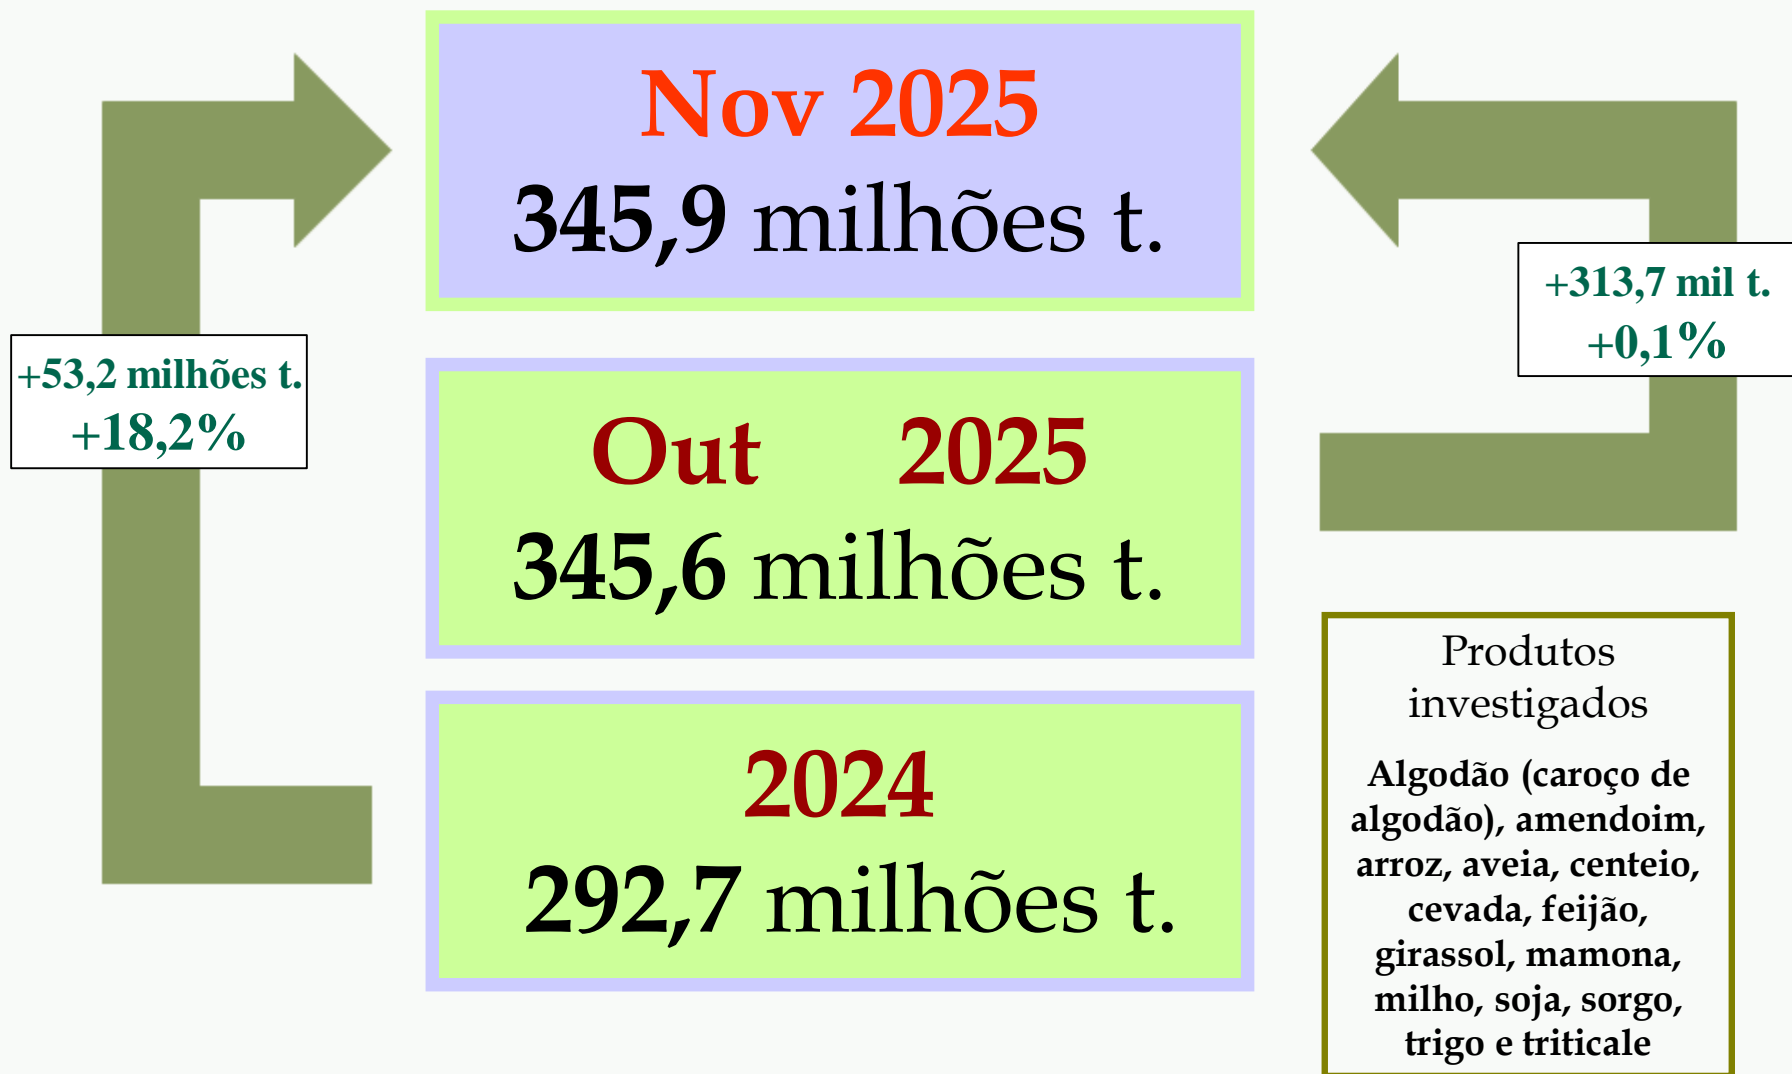 Nov 2025
345,9 milhões t.
+53,2 milhões t.
+18,2%
+313,7 mil t.
+0,1%
Out 2025
345,6 milhões t.
2024
292,7 milhões t.
Produtos
investigados
Algodão (caroço de
algodão), amendoim,
arroz, aveia, centeio,
cevada, feijão,
girassol, mamona,
milho, soja, sorgo,
trigo e triticale